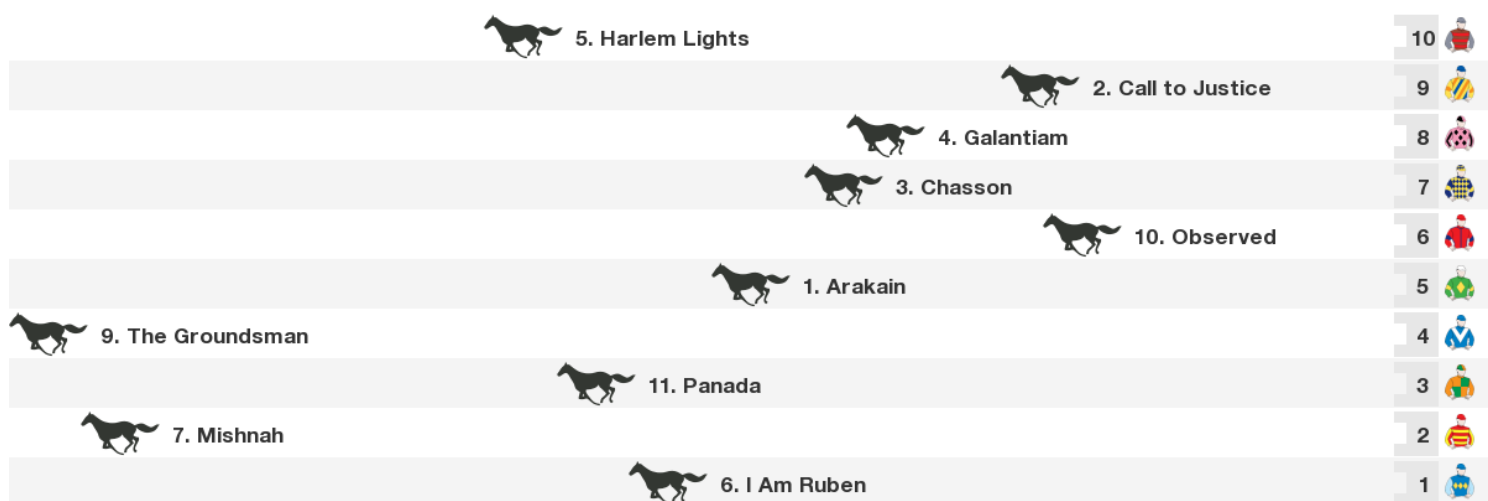 5. Harlem Lights 10
2. Call to Justice 9
4. Galantiam 8
3. Chasson 7
10. Observed 6
1. Arakain 5
9. The Groundsman 4
11. Panada 3
7. Mishnah 2
6. I Am Ruben 1